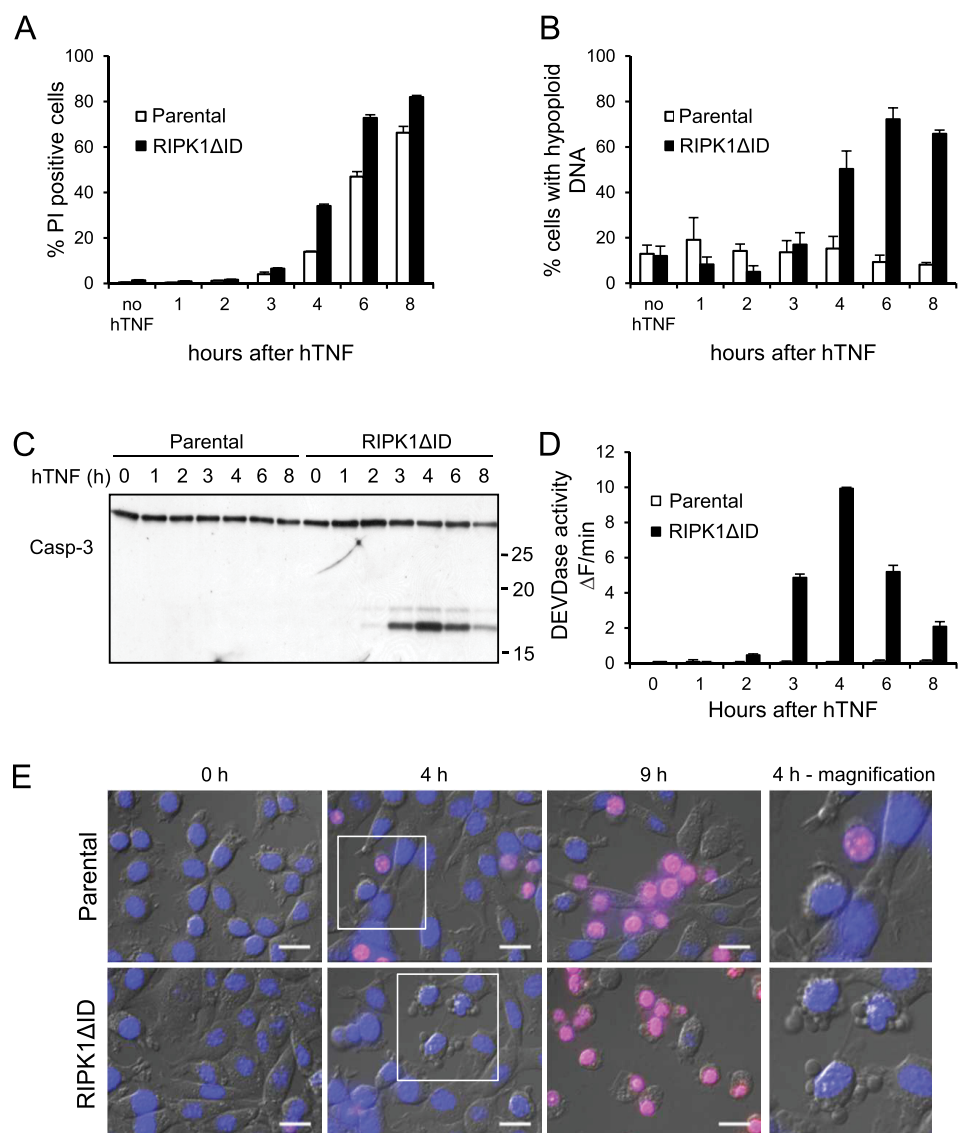 A
% PI positive cells
100
80
60
40
20
0
Parental
RIPK1ΔID
no hTNF 1 2 3 4 6 8
hours after hTNF
B
% cells with hypoploid DNA
100
80
60
40
20
0
Parental
RIPK1ΔID
no hTNF 1 2 3 4 6 8
hours after hTNF
C
Parental RIPK1ΔID
hTNF (h) 0 1 2 3 4 6 8 0 1 2 3 4 6 8
Casp-3
25
20
15
D
DEVDase activity
ΔF/min
12
10
8
6
4
2
0
Parental
RIPK1ΔID
0 1 2 3 4 6 8
Hours after hTNF
E
0 h 4 h 9 h 4 h - magnification
Parental
RIPK1ΔID